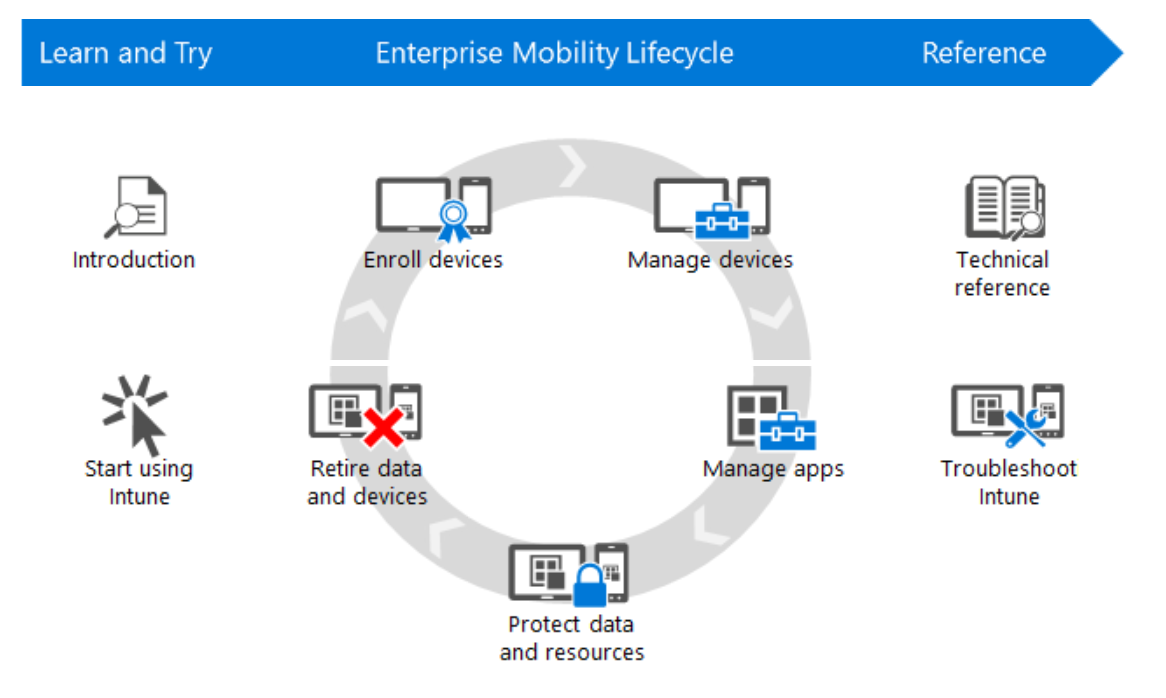 Learn and Try
Enterprise Mobility Lifecycle
Reference
Introduction
Enroll devices
Manage devices
Technical
reference
Start using
Intune
Retire data
and devices
Manage apps
Troubleshoot
Intune
Protect data
and resources